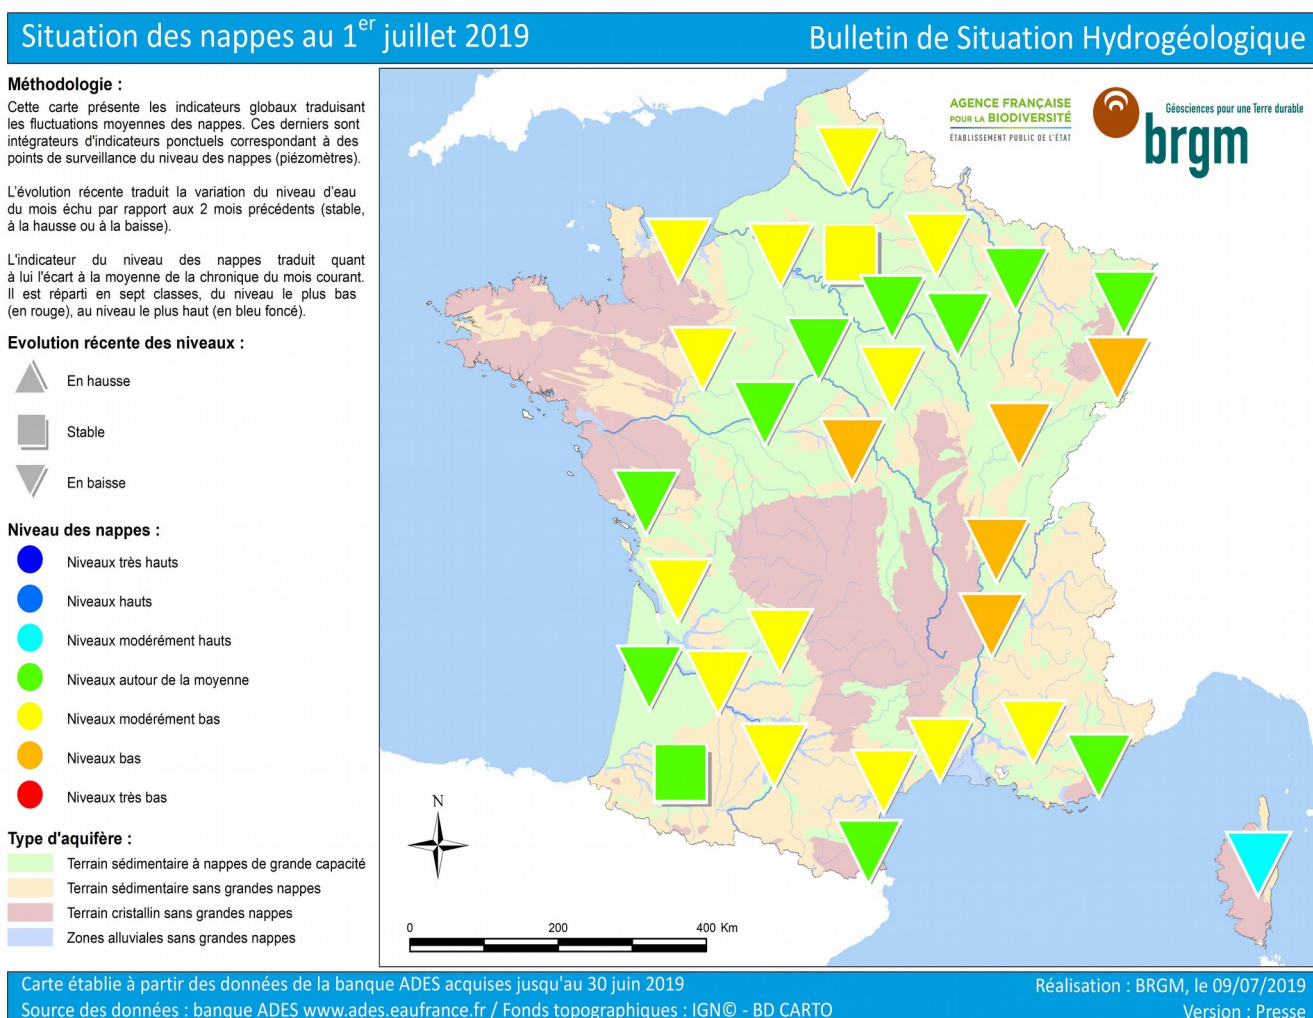 Situation des nappes au 1er juillet 2019
Bulletin de Situation Hydrogéologique
Méthodologie :
Cette carte présente les indicateurs globaux traduisant
les fluctuations moyennes des nappes. Ces derniers sont
intégrateurs d'indicateurs ponctuels correspondant à des
points de surveillance du niveau des nappes (piézomètres).
L'évolution récente traduit la variation du niveau d'eau
du mois échu par rapport aux 2 mois précédents (stable,
à la hausse ou à la baisse).
L'indicateur du niveau des nappes traduit quant
à lui l'écart à la moyenne de la chronique du mois courant.
Il est réparti en sept classes, du niveau le plus bas
(en rouge), au niveau le plus haut (en bleu foncé).
Evolution récente des niveaux :
En hausse
Stable
En baisse
Niveau des nappes :
Niveaux très hauts
Niveaux hauts
Niveaux modérément hauts
Niveaux autour de la moyenne
Niveaux modérément bas
Niveaux bas
Niveaux très bas
Type d'aquifère :
Terrain sédimentaire à nappes de grande capacité
Terrain sédimentaire sans grandes nappes
Terrain cristallin sans grandes nappes
Zones alluviales sans grandes nappes
AGENCE FRANÇAISE
POUR LA BIODIVERSITÉ
ÉTABLISSEMENT PUBLIC DE L'ÉTAT
Géosciences pour une Terre durable
brgm
N
0 200 400 Km
Carte établie à partir des données de la banque ADES acquises jusqu'au 30 juin 2019
Source des données : banque ADES www.ades.eaufrance.fr / Fonds topographiques : IGN© - BD CARTO
Réalisation : BRGM, le 09/07/2019
Version : Presse